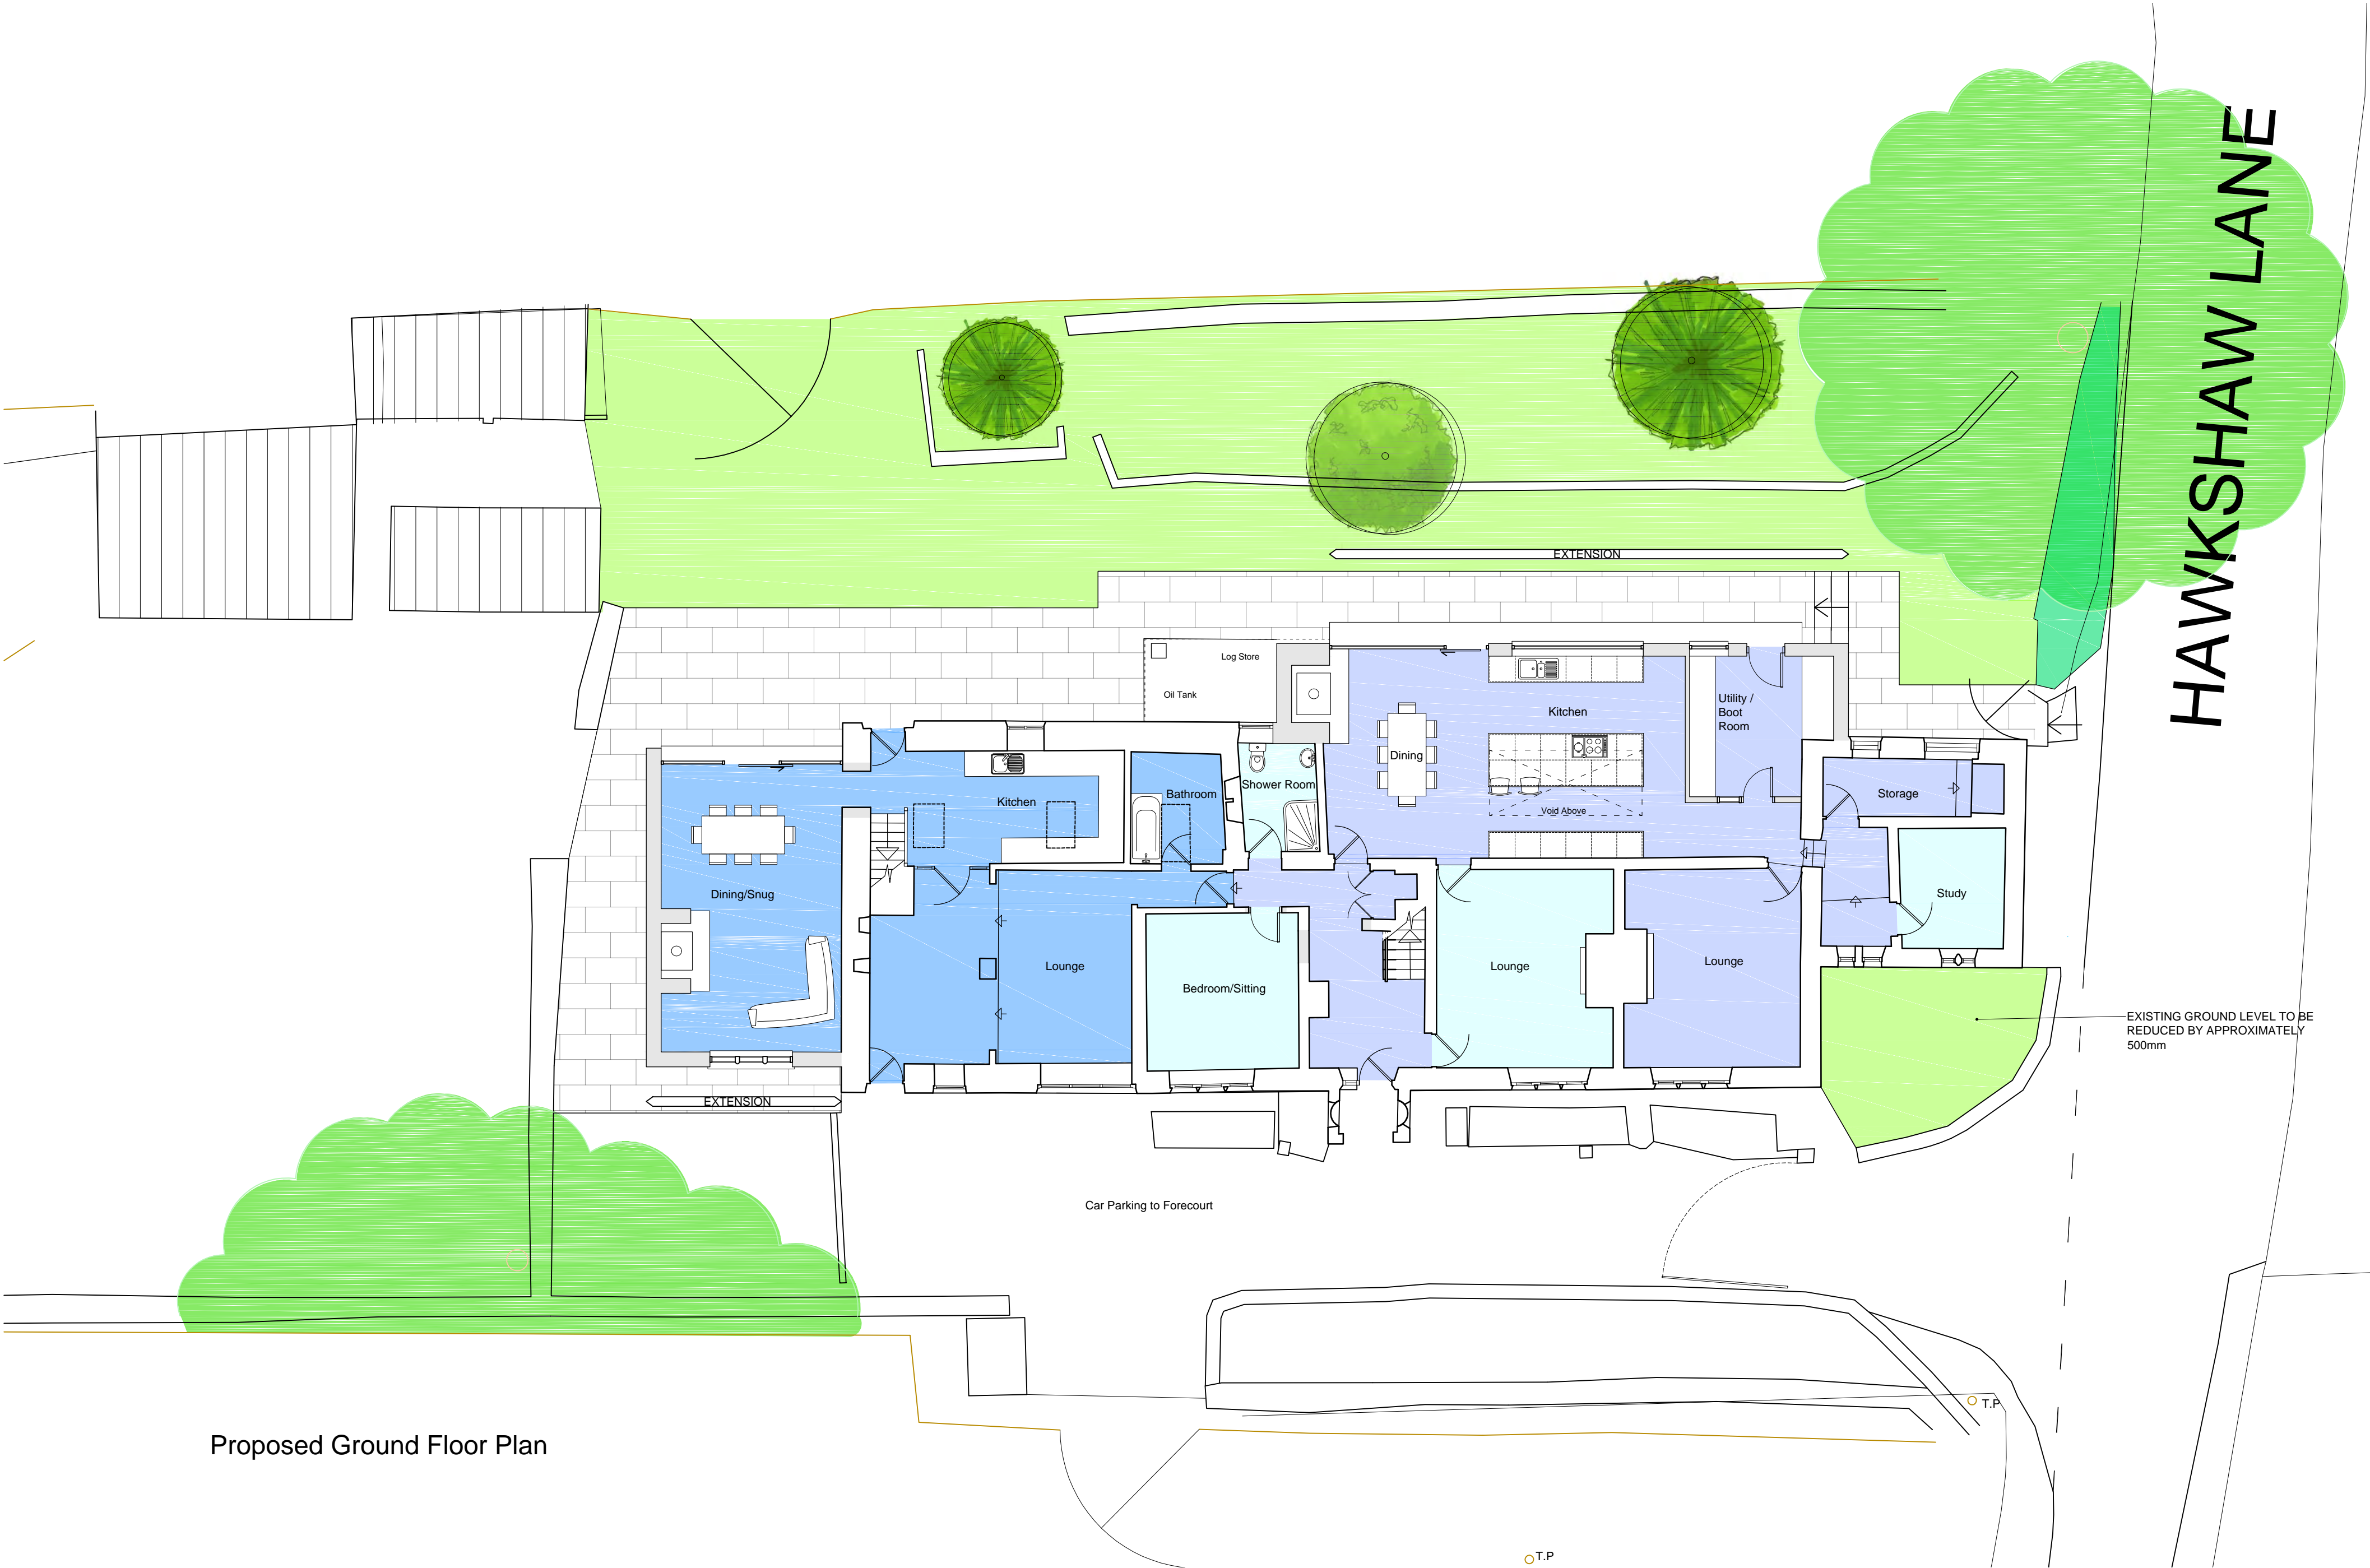 HAWKSHAW LANE
EXTENSION
Log Store
Oil Tank
Kitchen
Utility /
Boot
Room
Dining
Shower Room
Bathroom
Kitchen
Void Above
Storage
Dining/Snug
Study
Lounge
Lounge
Lounge
Bedroom/Sitting
EXISTING GROUND LEVEL TO BE
REDUCED BY APPROXIMATELY
500mm
EXTENSION
Car Parking to Forecourt
T.P
Proposed Ground Floor Plan
T.P